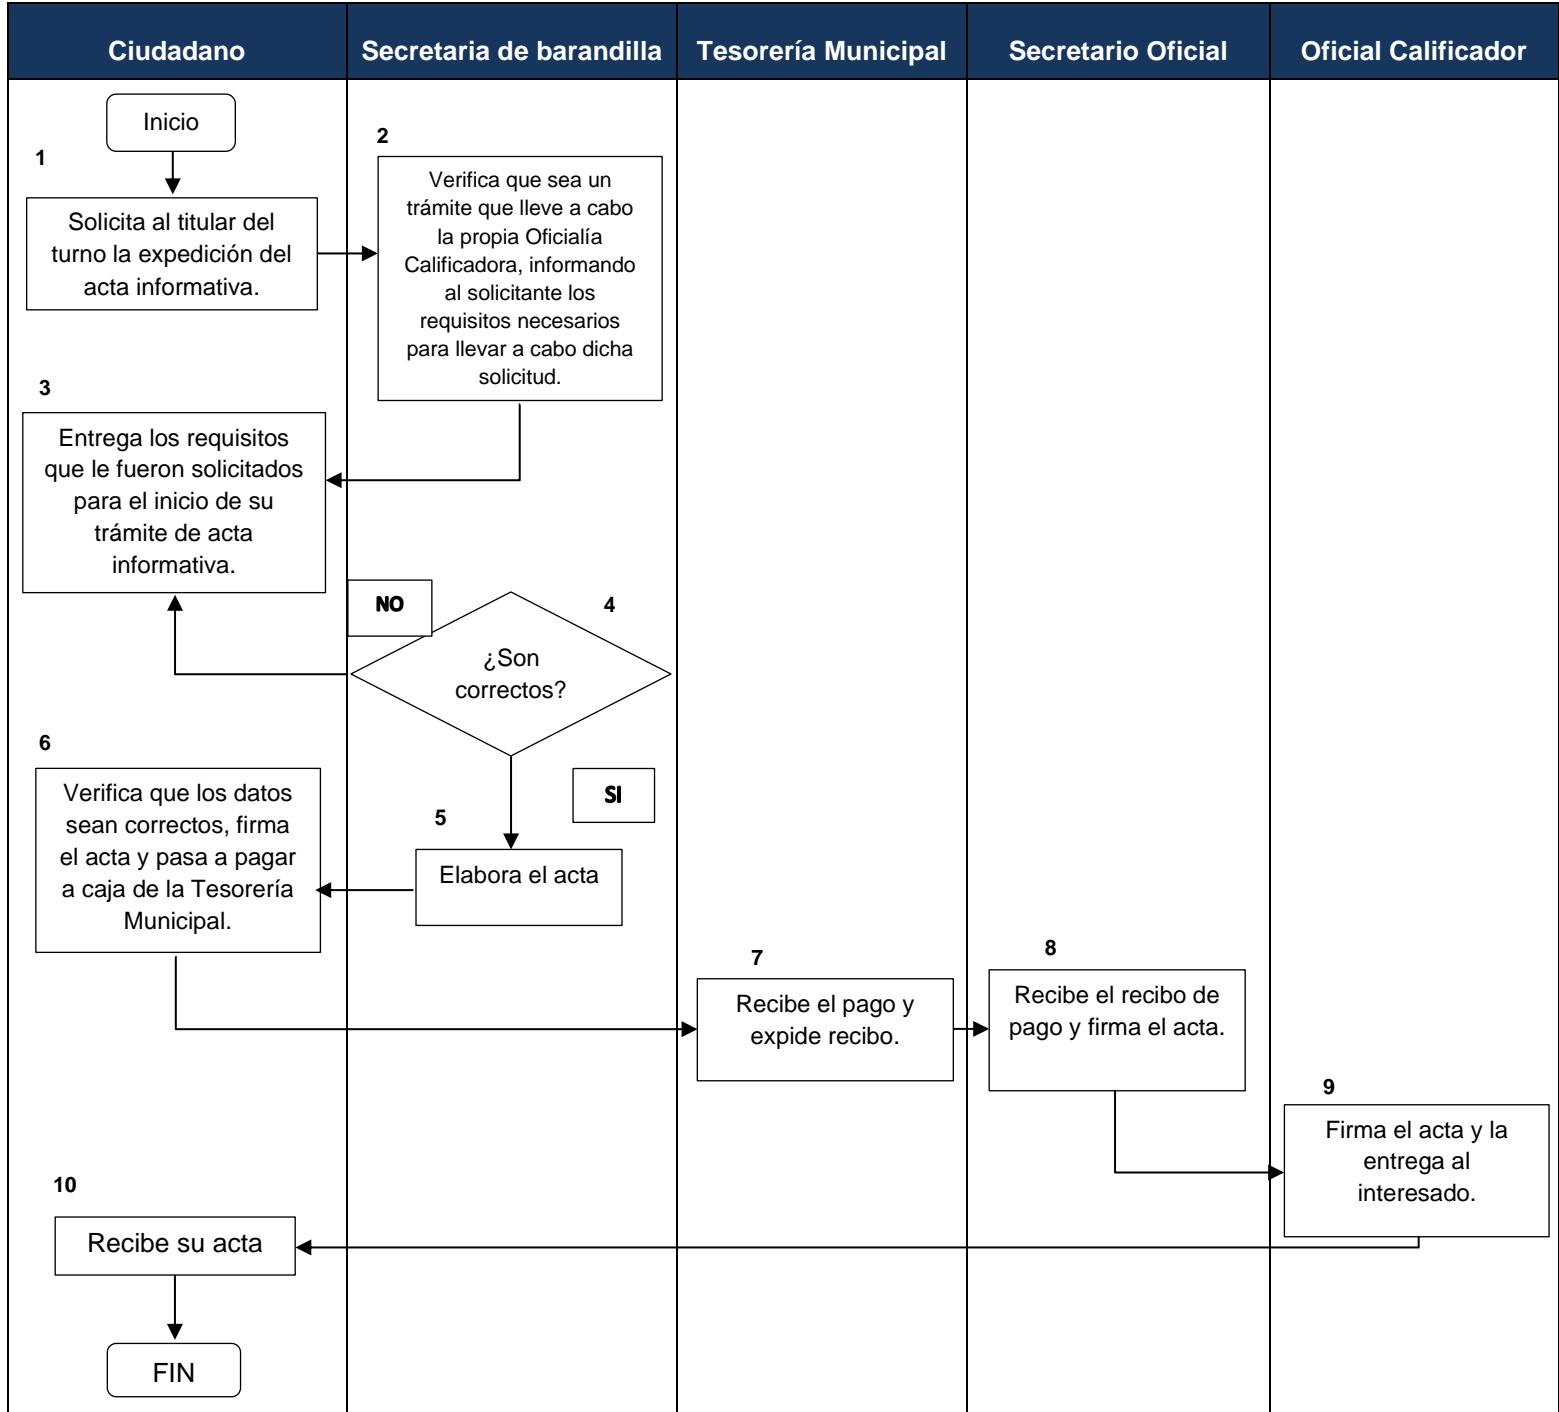 Ciudadano
Secretaria de barandilla
Tesorería Municipal
Secretario Oficial
Oficial Calificador
Inicio
1
Solicita al titular del
turno la expedición del
acta informativa.
2
Verifica que sea un
trámite que lleve a cabo
la propia Oficialía
Calificadora, informando
al solicitante los
requisitos necesarios
para llevar a cabo dicha
solicitud.
3
Entrega los requisitos
que le fueron solicitados
para el inicio de su
trámite de acta
informativa.
NO
4
¿Son
correctos?
SI
5
Elabora el acta
6
Verifica que los datos
sean correctos, firma
el acta y pasa a pagar
a caja de la Tesorería
Municipal.
7
Recibe el pago y
expide recibo.
8
Recibe el recibo de
pago y firma el acta.
9
Firma el acta y la
entrega al
interesado.
10
Recibe su acta
FIN